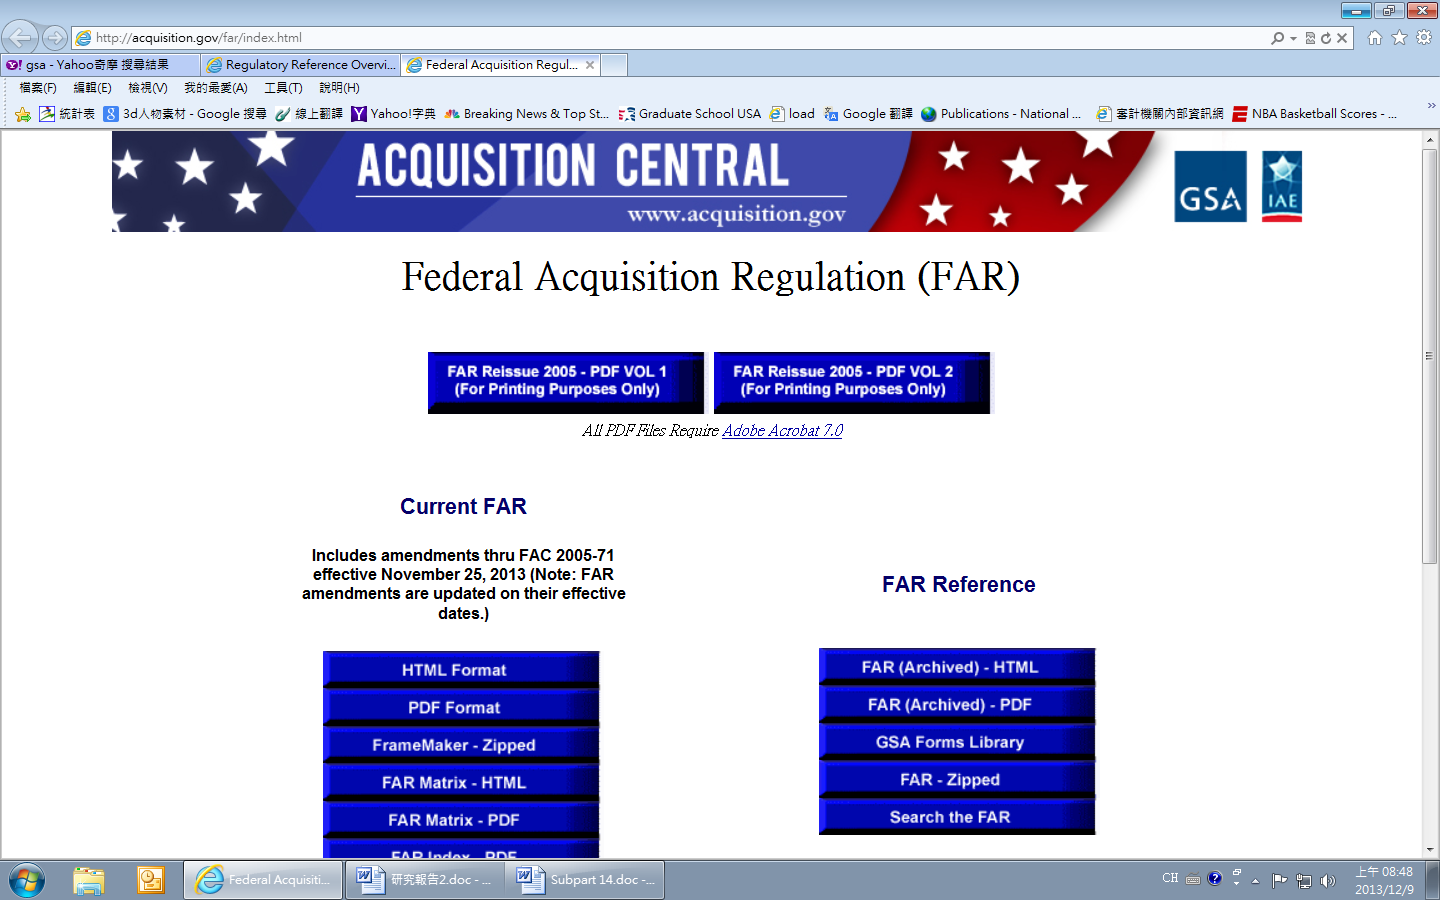 http://acquisition.gov/far/index.html
gsa - Yahoo奇摩 搜尋結果
Regulatory Reference Overvi...
Federal Acquisition Regul...
檔案(F) 編輯(E) 檢視(V) 我的最愛(A) 工具(T) 說明(H)
統計表 3d人物素材 - Google 搜尋 線上翻譯 Yahoo!字典 Breaking News & Top St... Graduate School USA load Google 翻譯 Publications - National ... 審計機關內部資訊網 NBA Basketball Scores - ...
ACQUISITION CENTRAL
www.acquisition.gov
GSA
IAE
Federal Acquisition Regulation (FAR)
FAR Reissue 2005 - PDF VOL 1
(For Printing Purposes Only)
FAR Reissue 2005 - PDF VOL 2
(For Printing Purposes Only)
All PDF Files Require Adobe Acrobat 7.0
Current FAR
Includes amendments thru FAC 2005-71
effective November 25, 2013 (Note: FAR
amendments are updated on their effective
dates.)
HTML Format
PDF Format
FrameMaker - Zipped
FAR Matrix - HTML
FAR Matrix - PDF
FAR Index - PDF
FAR Reference
FAR (Archived) - HTML
FAR (Archived) - PDF
GSA Forms Library
FAR - Zipped
Search the FAR
Federal Acquisiti...
研究報告2.doc - ...
Subpart 14.doc -...
CH
上午 08:48
2013/12/9